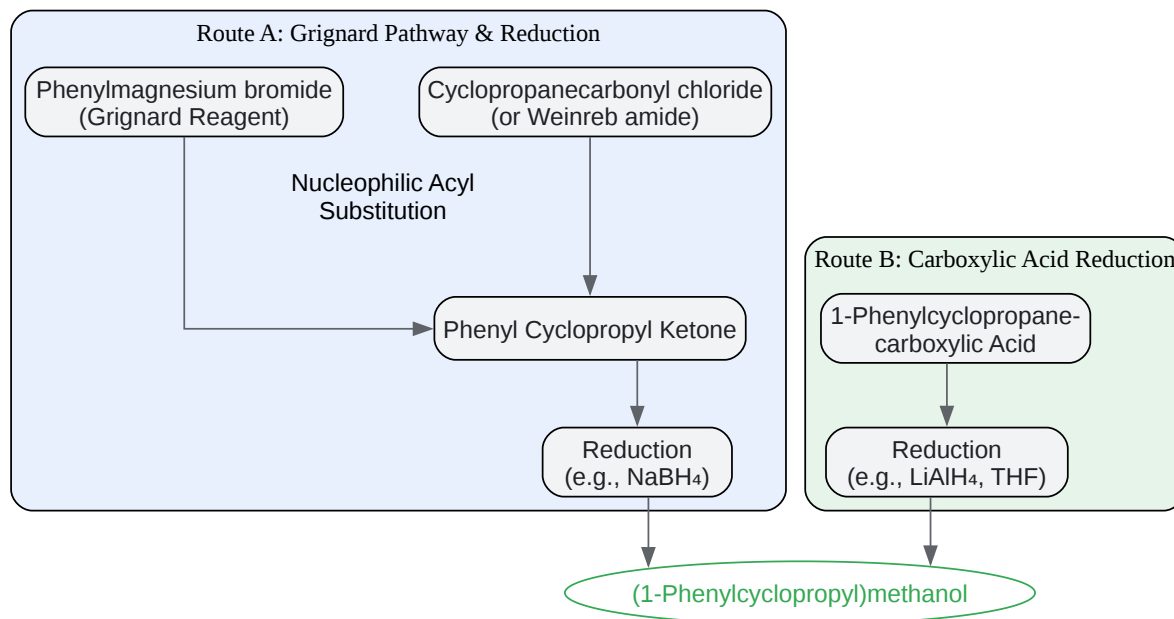 Route A: Grignard Pathway & Reduction
Phenylmagnesium bromide
(Grignard Reagent)
Cyclopropanecarbonyl chloride
(or Weinreb amide)
Nucleophilic Acyl
Substitution
Phenyl Cyclopropyl Ketone
Reduction
(e.g., NaBH₄)
Route B: Carboxylic Acid Reduction
1-Phenylcyclopropane-
carboxylic Acid
Reduction
(e.g., LiAlH₄, THF)
(1-Phenylcyclopropyl)methanol